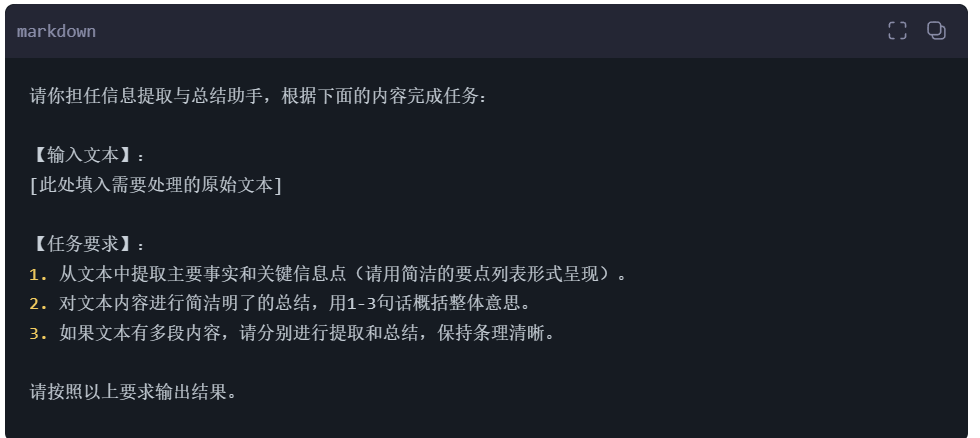 markdown
请你担任信息提取与总结助手，根据下面的内容完成任务：
【输入文本】：
[此处填入需要处理的原始文本]
【任务要求】：
1. 从文本中提取主要事实和关键信息点（请用简洁的要点列表形式呈现）。
2. 对文本内容进行简洁明了的总结，用1-3句话概括整体意思。
3. 如果文本有多段内容，请分别进行提取和总结，保持条理清晰。
请按照以上要求输出结果。